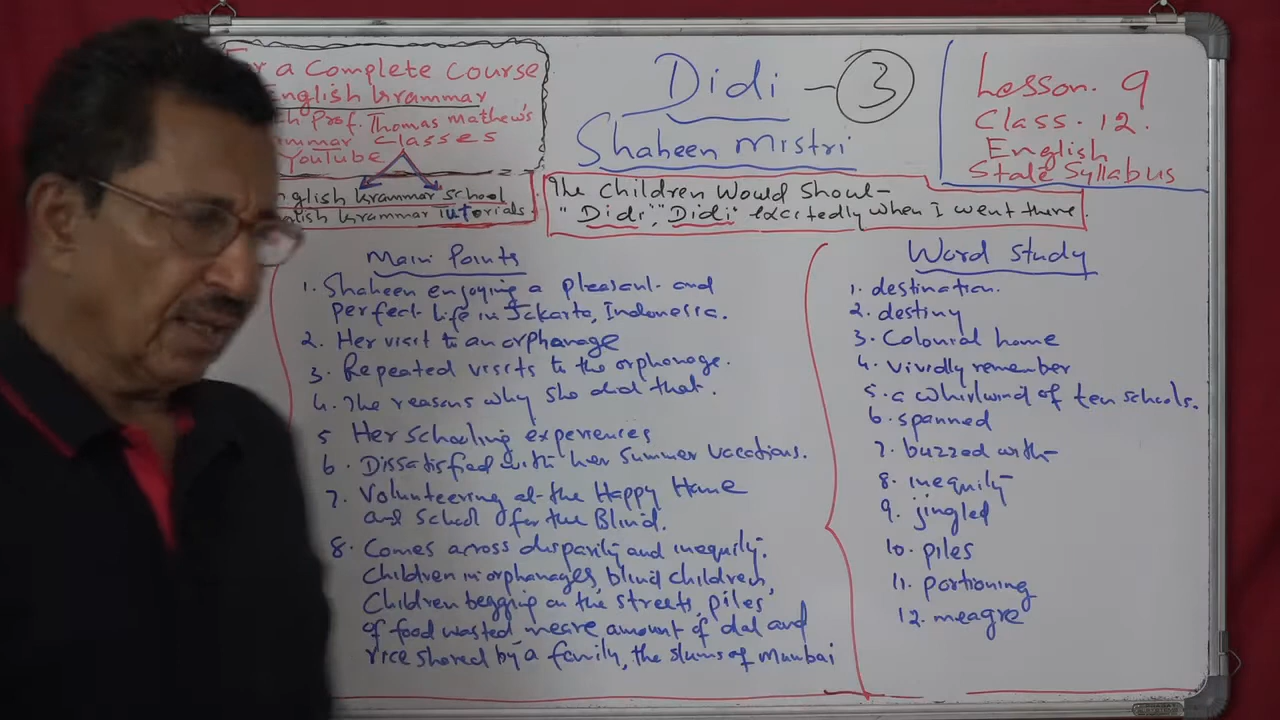 For a Complete Course
English Grammar
Prof. Thomas Mathew's
Classes
YouTube
English Grammar School
English Grammar Tutorials
Didi - 3
Shaheen Mistri
Lesson. 9
Class. 12.
English
State Syllabus
The Children Would Shout-
"Didi", "Didi" excitedly when I went there.
Main Points
1. Shaheen enjoying a pleasant and
perfect life in Jakarta, Indonesia.
2. Her visit to an orphanage
3. Repeated visits to the orphanage.
4. The reasons why she did that.
5 Her schooling experiences
6. Dissatisfied with her summer vacations.
7. Volunteering at the Happy Home
and School for the Blind.
8. Comes across disparity and inequity.
Children in orphanages, blind children,
Children begging on the streets, piles
of food wasted, meagre amount of dal and
rice shared by a family, the slums of Mumbai
Word Study
1. destination.
2. destiny
3. Colonial home
4. vividly remember
5. a whirlwind of ten schools.
6. spanned
7. buzzed with
8. inequity
9. jingled
10. piles
11. portioning
12. meagre